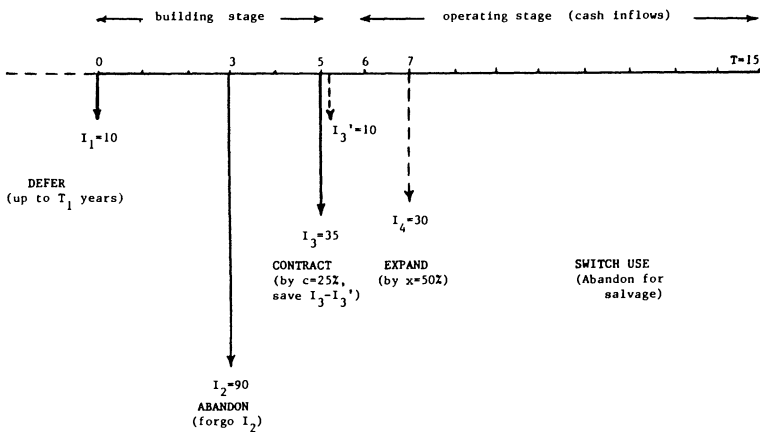 building stage
operating stage (cash inflows)
0 3 5 6 7 T=15
I1=10
I3'=10
DEFER
(up to T1 years)
I3=35
I4=30
CONTRACT
(by c=25%,
save I3-I3')
EXPAND
(by x=50%)
SWITCH USE
(Abandon for
salvage)
I2=90
ABANDON
(forgo I2)